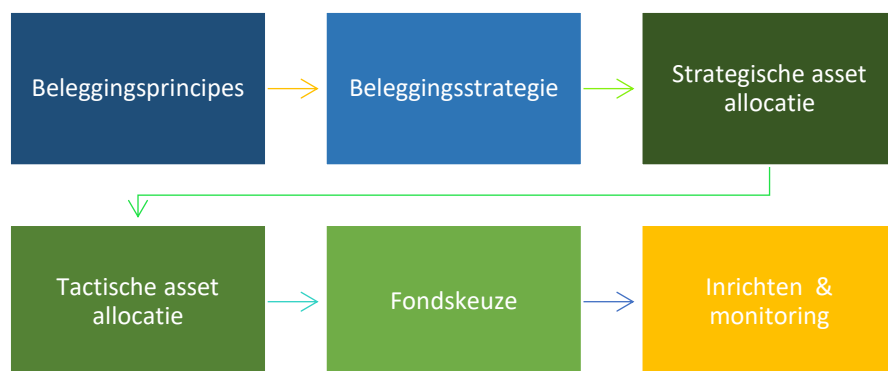 Beleggingsprincipes
Beleggingsstrategie
Strategische asset
allocatie
Tactische asset
allocatie
Fondskeuze
Inrichten & 
monitoring